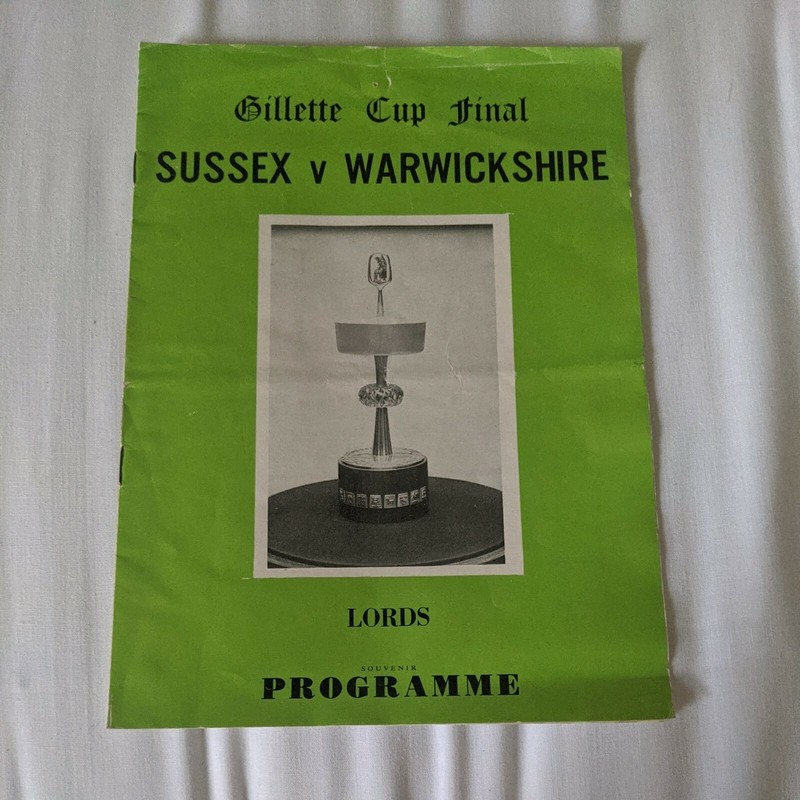 Gillette Cup Final
SUSSEX v WARWICKSHIRE
LORDS
SOUVENIR
PROGRAMME